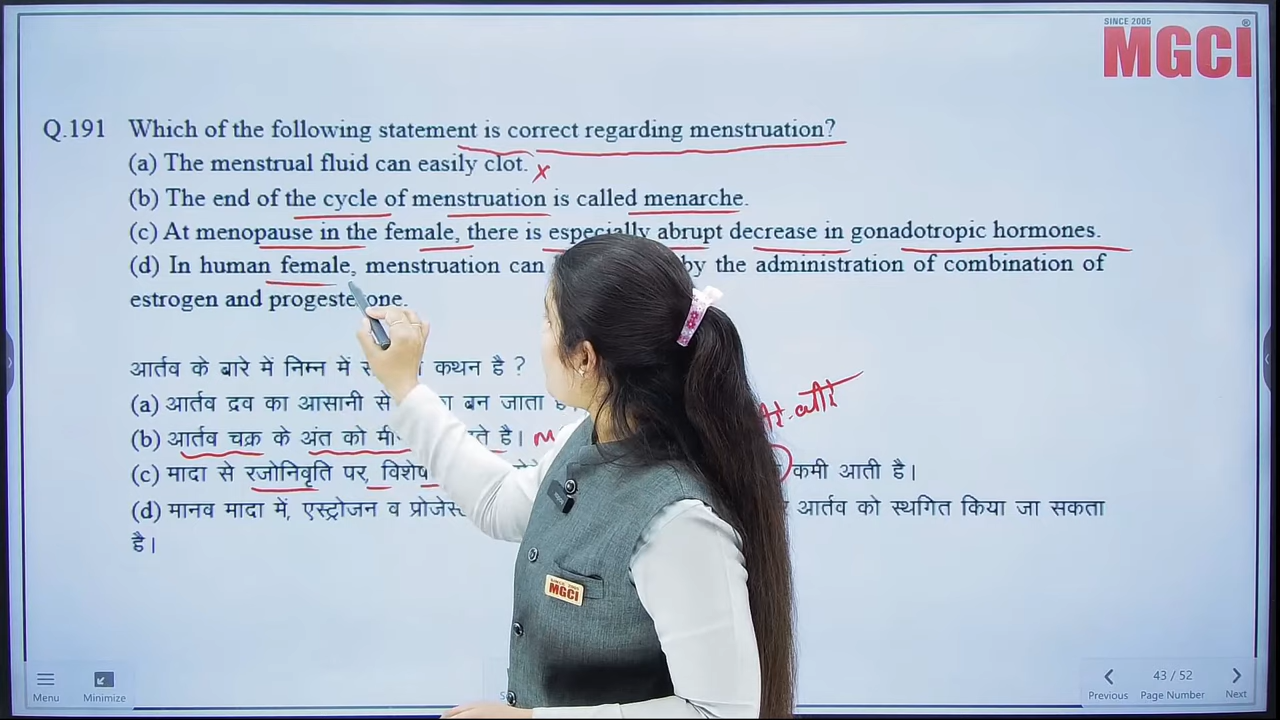 SINCE 2005
MGCI
Q.191 Which of the following statement is correct regarding menstruation?
(a) The menstrual fluid can easily clot. x
(b) The end of the cycle of menstruation is called menarche.
(c) At menopause in the female, there is especially abrupt decrease in gonadotropic hormones.
(d) In human female, menstruation can by the administration of combination of
estrogen and progesterone.
आर्तव के बारे में निम्न में कथन है ?
(a) आर्तव द्रव का आसानी से बन जाता
(b) आर्तव चक्र के अंत को है।
(c) मादा से रजोनिवृति पर, कमी आती है।
(d) मानव मादा में, एस्ट्रोजन व आर्तव को स्थगित किया जा सकता
है।
MGCI
Menu
Minimize
Previous
43 / 52
Page Number
Next